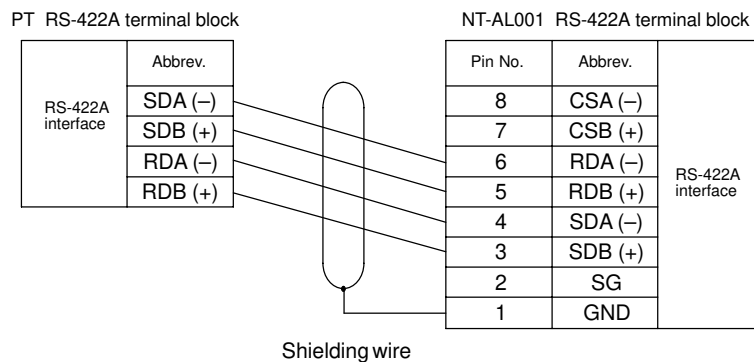 PT RS-422A terminal block
NT-AL001 RS-422A terminal block
Abbrev.
RS-422A
interface
SDA (–)
SDB (+)
RDA (–)
RDB (+)
Pin No. Abbrev.
8 CSA (–)
7 CSB (+)
6 RDA (–)
5 RDB (+)
4 SDA (–)
3 SDB (+)
2 SG
1 GND
RS-422A
interface
Shielding wire